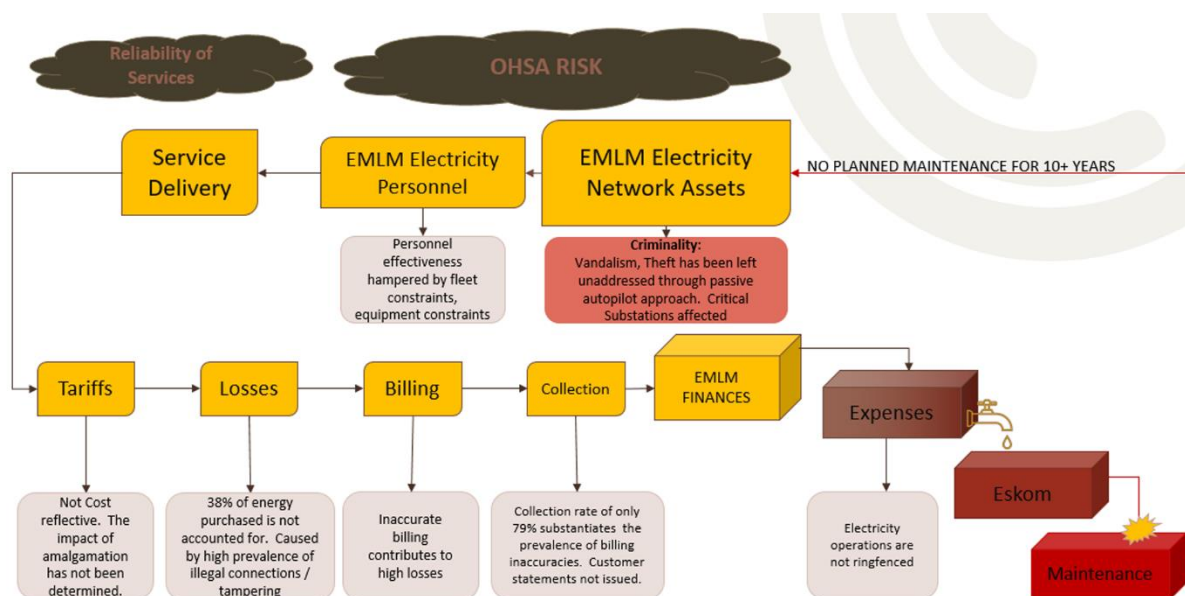 Reliability of
Services
OHSA RISK
Service
Delivery
EMLM Electricity
Personnel
EMLM Electricity
Network Assets
NO PLANNED MAINTENANCE FOR 10+ YEARS
Personnel
effectiveness
hampered by fleet
constraints,
equipment constraints
Criminality:
Vandalism, Theft has been left
unaddressed through passive
autopilot approach. Critical
Substations affected
Tariffs
Losses
Billing
Collection
EMLM
FINANCES
Expenses
Eskom
Maintenance
Not Cost
reflective. The
impact of
amalgamation
has not been
determined.
38% of energy
purchased is not
accounted for. Caused
by high prevalence of
illegal connections /
tampering
Inaccurate
billing
contributes to
high losses
Collection rate of only
79% substantiates the
prevalence of billing
inaccuracies. Customer
statements not issued.
Electricity
operations are
not ringfenced